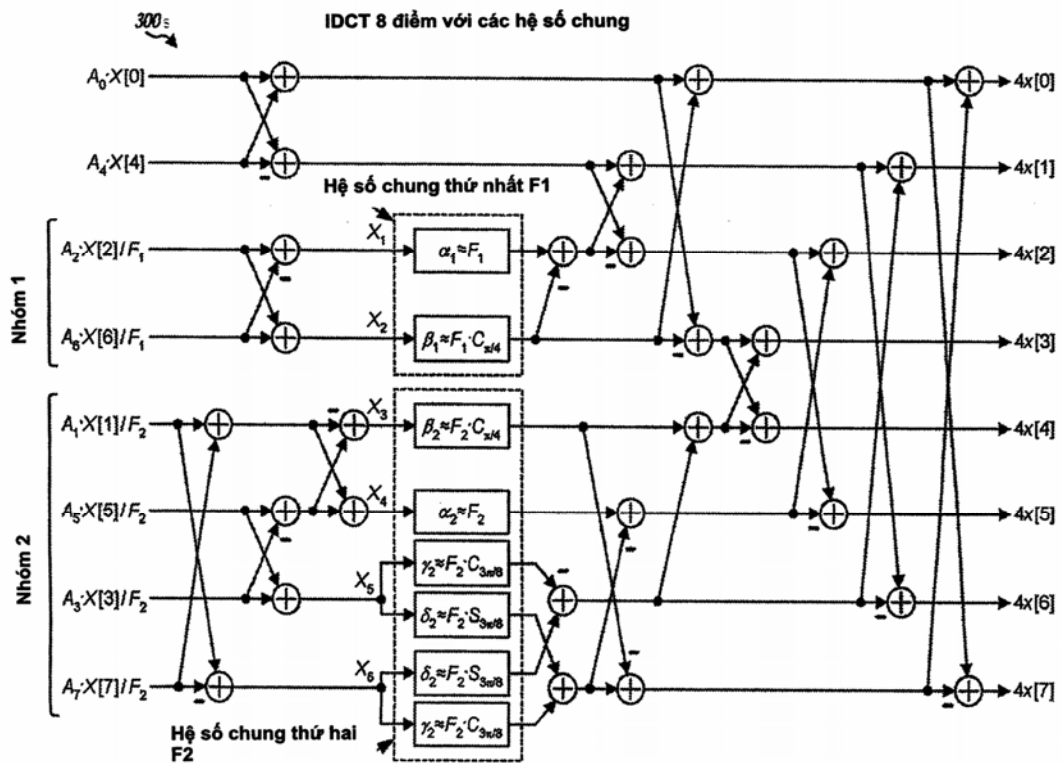 300
IDCT 8 điểm với các hệ số chung
A₀·X[0]
4x[0]
A₄·X[4]
4x[1]
Hệ số chung thứ nhất F1
Nhóm 1
A₂·X[2]/F₁
X₁
α₁≈F₁
4x[2]
A₆·X[6]/F₁
X₂
β₁≈F₁·C_π/4
4x[3]
Nhóm 2
A₁·X[1]/F₂
X₃
β₂≈F₂·C_π/4
4x[4]
A₅·X[5]/F₂
X₄
α₂≈F₂
4x[5]
γ₂≈F₂·C_3π/8
A₃·X[3]/F₂
X₅
4x[6]
δ₂≈F₂·S_3π/8
X₆
δ₂≈F₂·S_3π/8
A₇·X[7]/F₂
4x[7]
γ₂≈F₂·C_3π/8
Hệ số chung thứ hai
F2